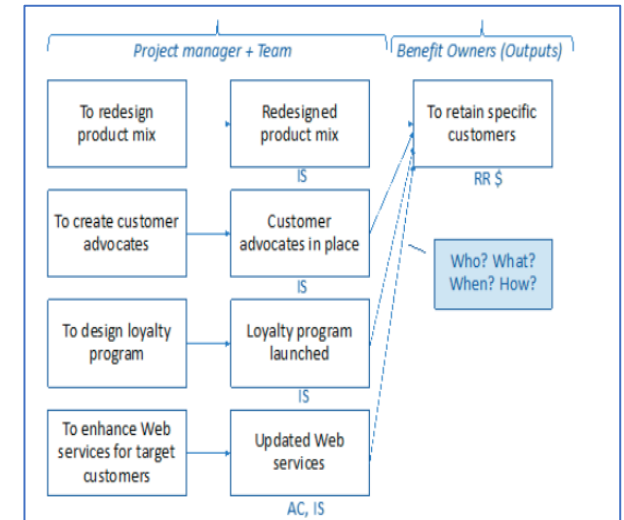 Project manager + Team
Benefit Owners (Outputs)
To redesign
product mix
Redesigned
product mix
IS
To retain specific
customers
RR $
To create customer
advocates
Customer
advocates in place
IS
Who? What?
When? How?
To design loyalty
program
Loyalty program
launched
IS
To enhance Web
services for target
customers
Updated Web
services
AC, IS